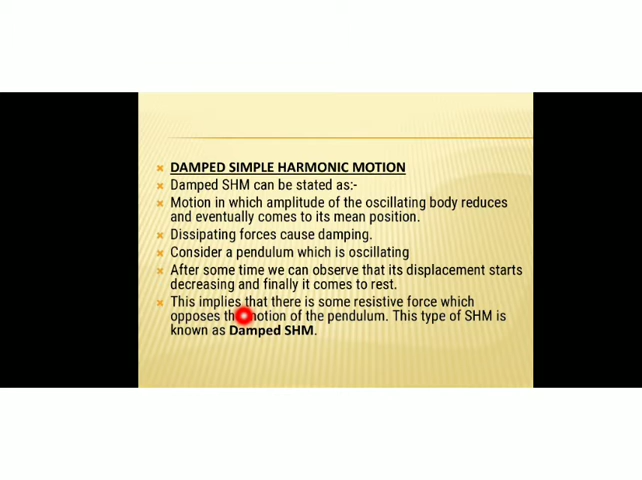 DAMPED SIMPLE HARMONIC MOTION
Damped SHM can be stated as:-
Motion in which amplitude of the oscillating body reduces
and eventually comes to its mean position.
Dissipating forces cause damping.
Consider a pendulum which is oscillating
After some time we can observe that its displacement starts
decreasing and finally it comes to rest.
This implies that there is some resistive force which
opposes the motion of the pendulum. This type of SHM is
known as Damped SHM.